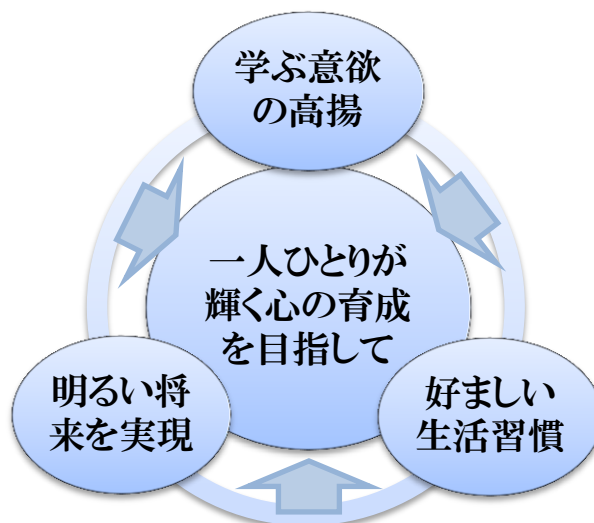 学ぶ意欲
の高揚
一人ひとりが
輝く心の育成
を目指して
明るい将
来を実現
好ましい
生活習慣